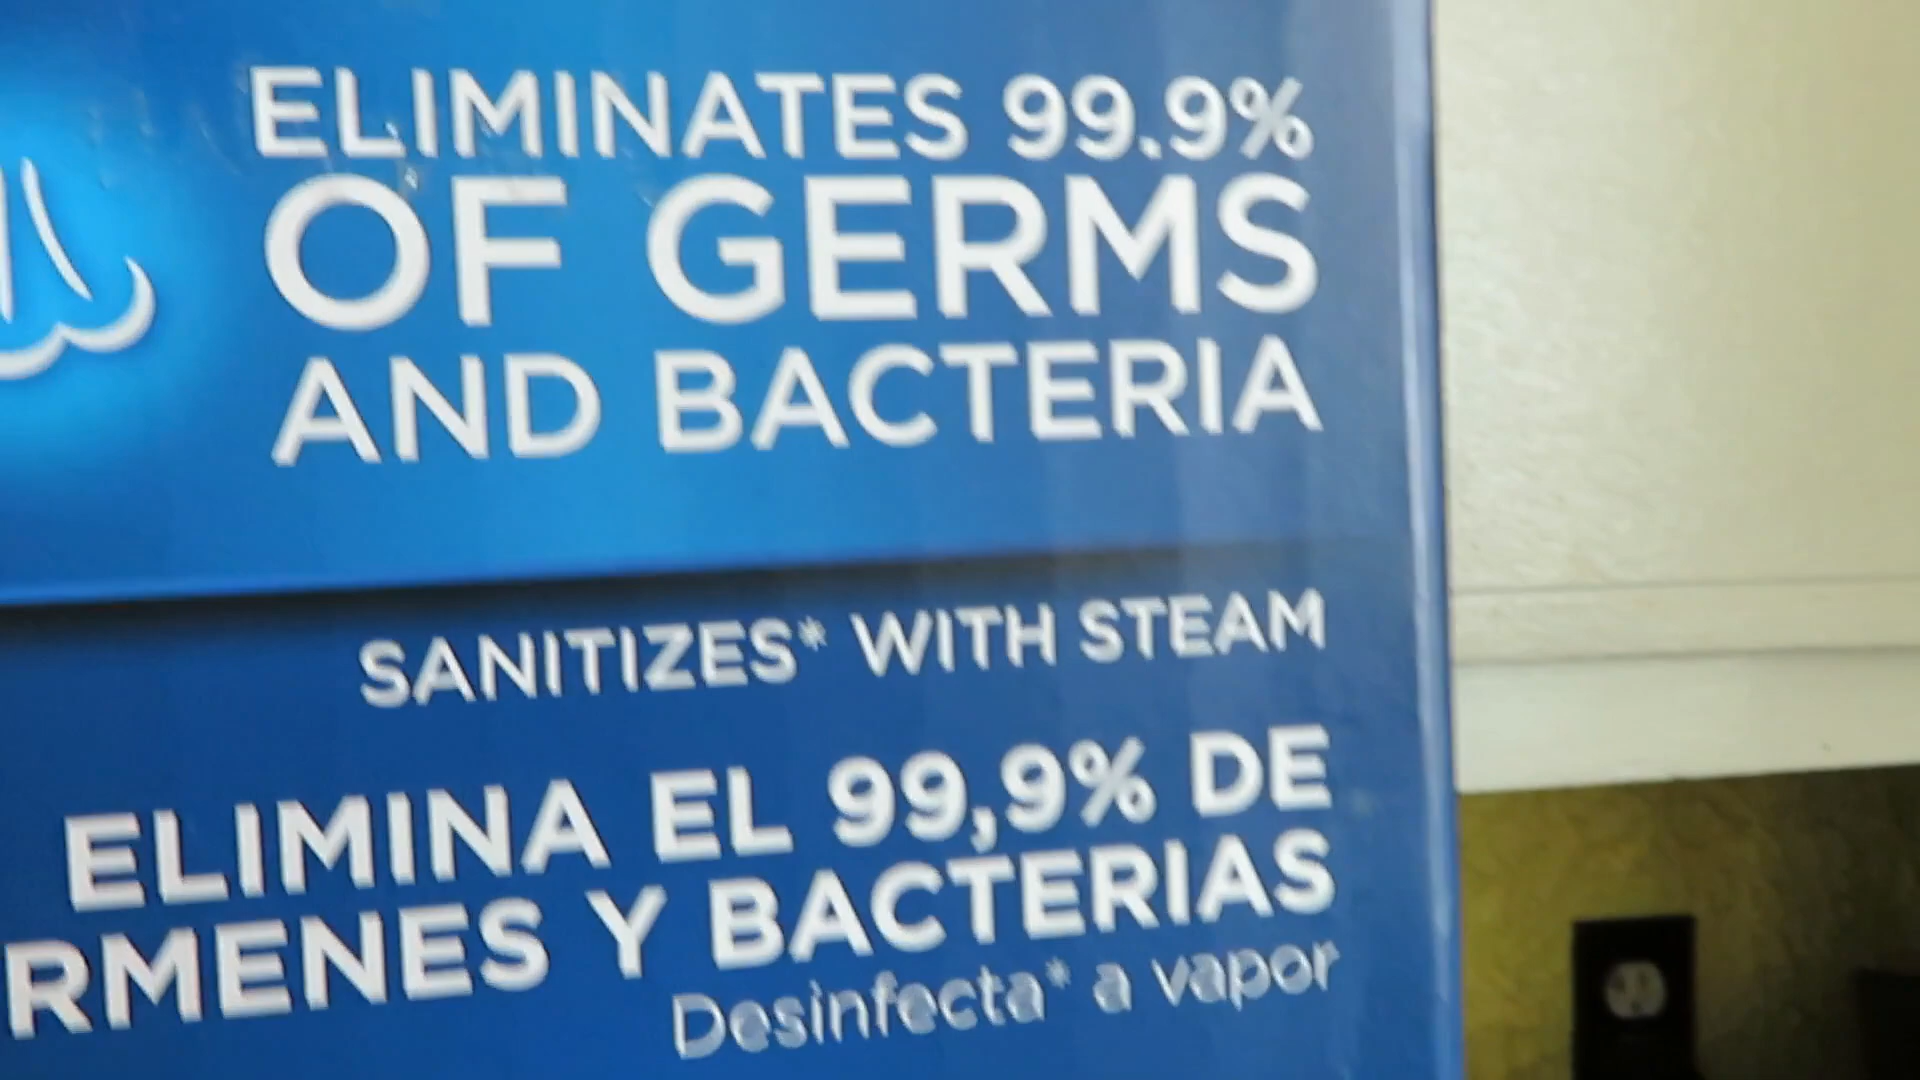 ELIMINATES 99.9%
OF GERMS
AND BACTERIA
SANITIZES* WITH STEAM
ELIMINA EL 99,9% DE
RMENES Y BACTERIAS
Desinfecta* a vapor